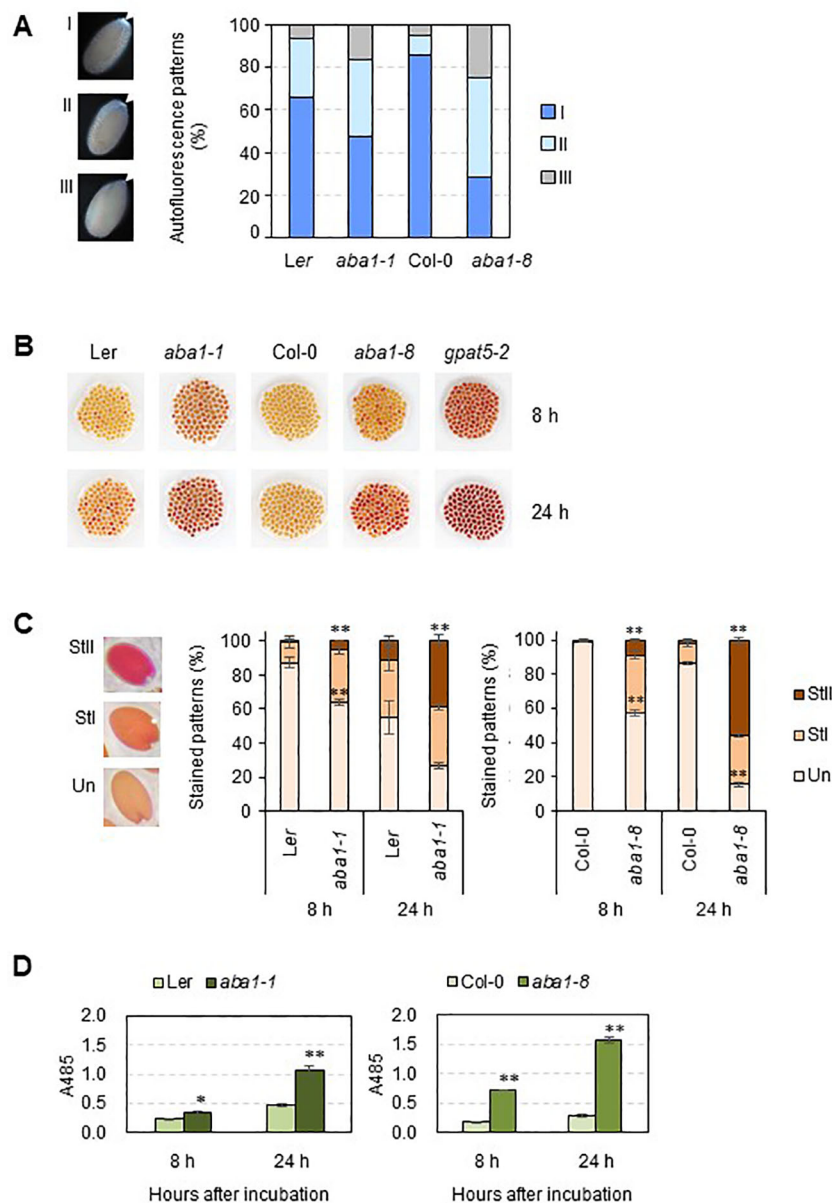 A
I
II
III
Autofluorescence patterns
(%)
100
80
60
40
20
0
Ler
aba1-1
Col-0
aba1-8
I
II
III
B
Ler
aba1-1
Col-0
aba1-8
gpat5-2
8 h
24 h
C
StII
StI
Un
Stained patterns (%)
100
80
60
40
20
0
**
**
**
Ler
aba1-1
Ler
aba1-1
8 h
24 h
Stained patterns (%)
100
80
60
40
20
0
**
**
**
**
Col-0
aba1-8
Col-0
aba1-8
8 h
24 h
StII
StI
Un
D
Ler
aba1-1
A485
2.0
1.5
1.0
0.5
0.0
*
**
8 h
24 h
Hours after incubation
Col-0
aba1-8
A485
2.0
1.5
1.0
0.5
0.0
**
**
8 h
24 h
Hours after incubation